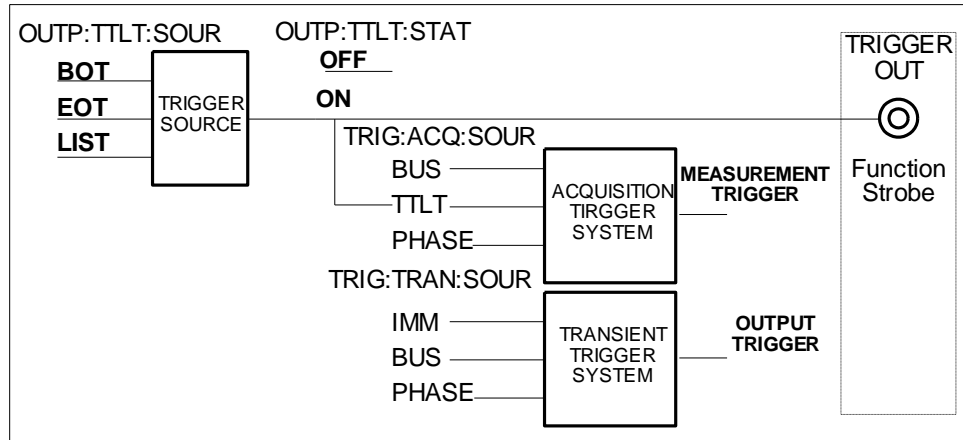 OUTP:TTLT:SOUR
BOT
EOT
LIST
TRIGGER
SOURCE
OUTP:TTLT:STAT
OFF
ON
TRIG:ACQ:SOUR
BUS
TTLT
PHASE
ACQUISITION
TIRGGER
SYSTEM
MEASUREMENT
TRIGGER
TRIG:TRAN:SOUR
IMM
BUS
PHASE
TRANSIENT
TRIGGER
SYSTEM
OUTPUT
TRIGGER
TRIGGER
OUT
Function
Strobe